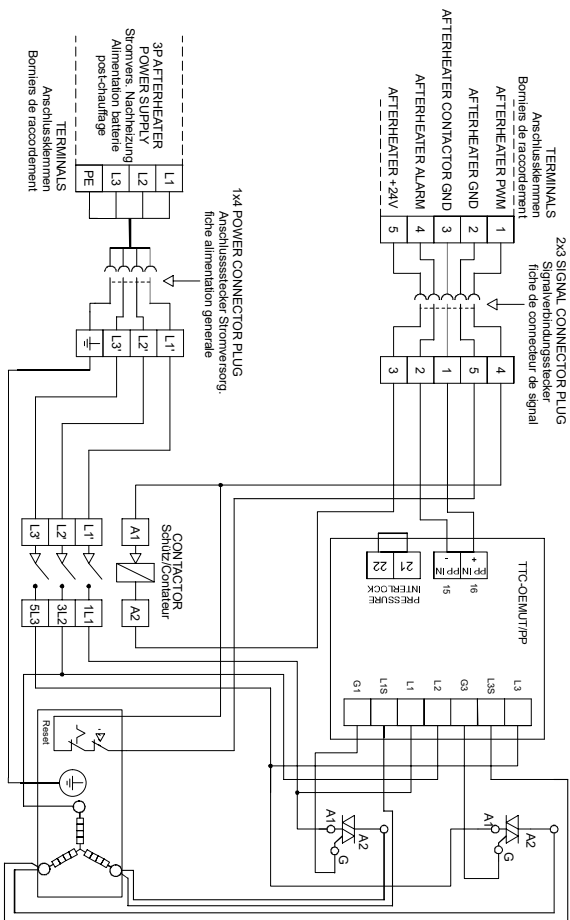 TERMINALS
Anschlussklemmen
Borniers de raccordement
AFTERHEATER PWM
AFTERHEATER GND
AFTERHEATER CONTACTOR GND
AFTERHEATER ALARM
AFTERHEATER +24V
1
2
3
4
5
2x3 SIGNAL CONNECTOR PLUG
Signalverbindungsstecker
fiche de connecteur de signal
4
5
1
2
3
TTC-OEMUT/PP
+ PP IN
- PP IN
16
15
21
22
PRESSURE
INTERLOCK
L3
L3S
G3
L2
L1
L1S
G1
A1
A2
G
A1
A2
G
3P AFTERHEATER
POWER SUPPLY
Stromvers. Nachheizung
Alimentation batterie
post-chauffage
L1
L2
L3
PE
TERMINALS
Anschlussklemmen
Borniers de raccordement
1x4 POWER CONNECTOR PLUG
Anschlussstecker Stromversorg.
fiche alimentation generale
L1'
L2'
L3'
CONTACTOR
Schütz/Contateur
A1
A2
L1'
L2'
L3'
1L1
3L2
5L3
Reset